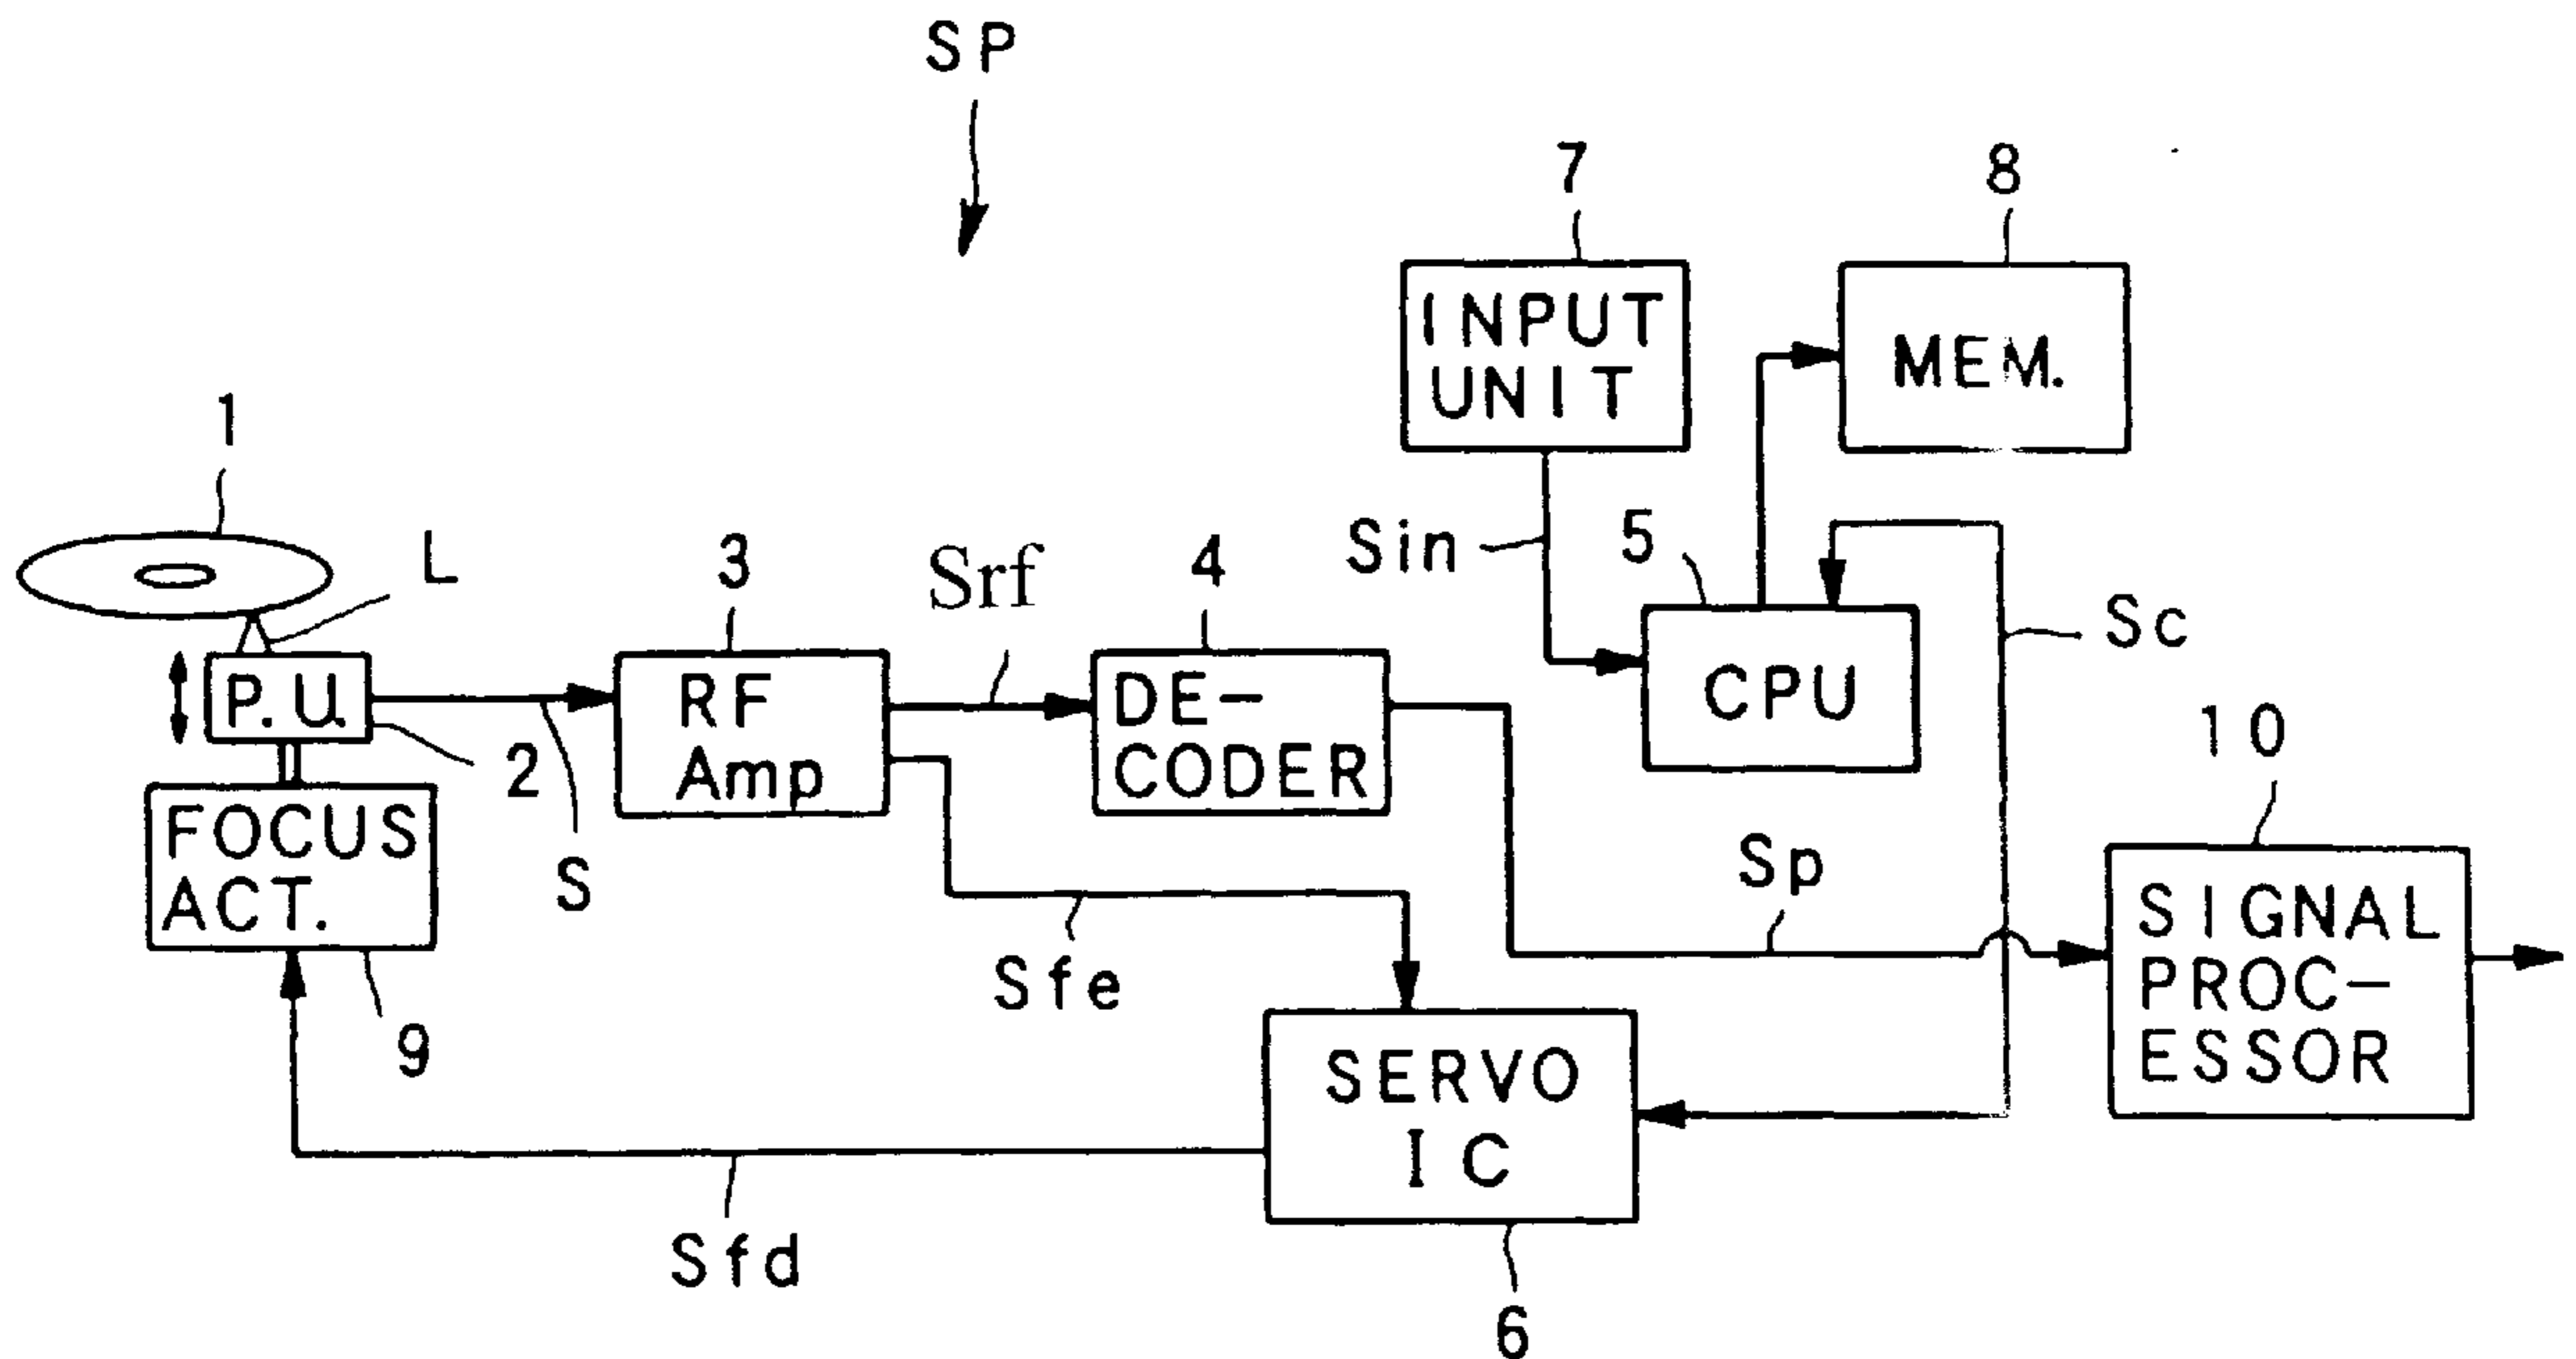 SP
7
8
INPUT
UNIT
MEM.
1
L
3
Srf
4
Sin
5
Sc
P.U.
RF
Amp
DE-
CODER
CPU
2
10
FOCUS
ACT.
S
Sp
Sfe
SIGNAL
PROC-
ESSOR
9
SERVO
IC
Sfd
6